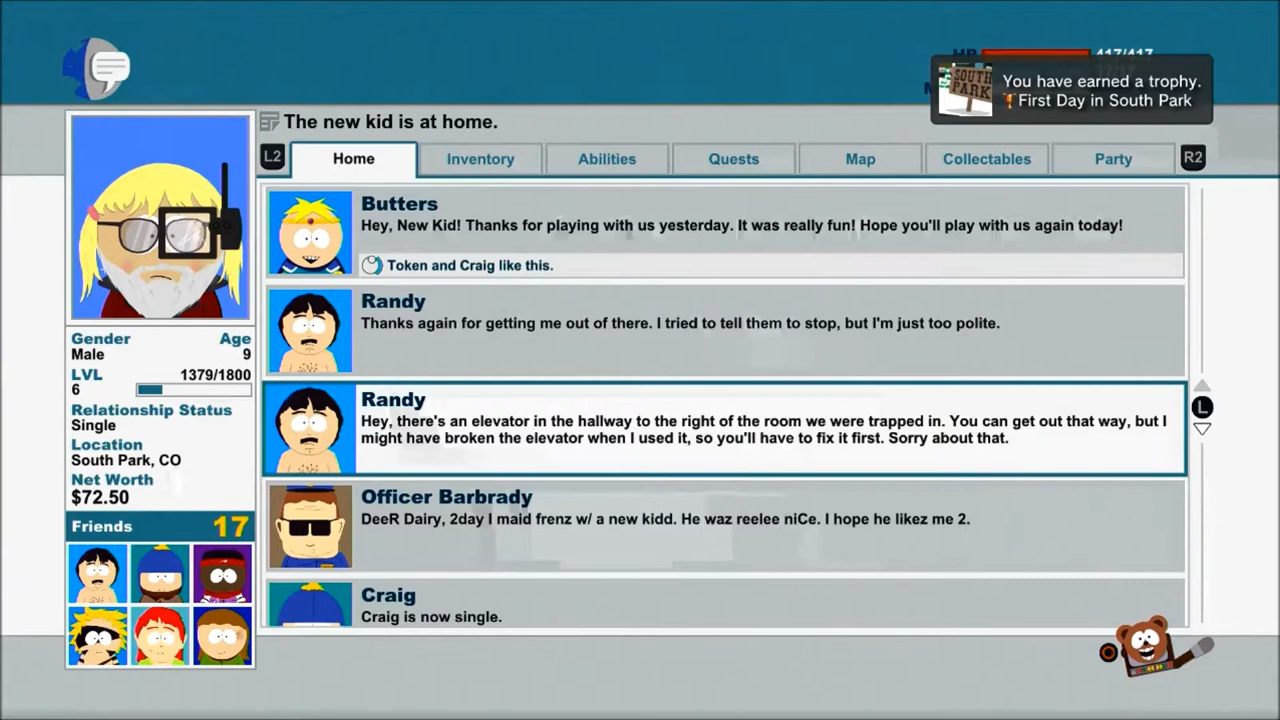 HP 417/417
You have earned a trophy.
First Day in South Park
SOUTH
PARK
The new kid is at home.
L2
Home
Inventory
Abilities
Quests
Map
Collectables
Party
R2
Butters
Hey, New Kid! Thanks for playing with us yesterday. It was really fun! Hope you'll play with us again today!
Token and Craig like this.
Randy
Thanks again for getting me out of there. I tried to tell them to stop, but I'm just too polite.
Randy
Hey, there's an elevator in the hallway to the right of the room we were trapped in. You can get out that way, but I
might have broken the elevator when I used it, so you'll have to fix it first. Sorry about that.
L
Officer Barbrady
DeeR Dairy, 2day I maid frenz w/ a new kidd. He waz reelee niCe. I hope he likez me 2.
Craig
Craig is now single.
Gender Age
Male 9
LVL 1379/1800
6
Relationship Status
Single
Location
South Park, CO
Net Worth
$72.50
Friends 17